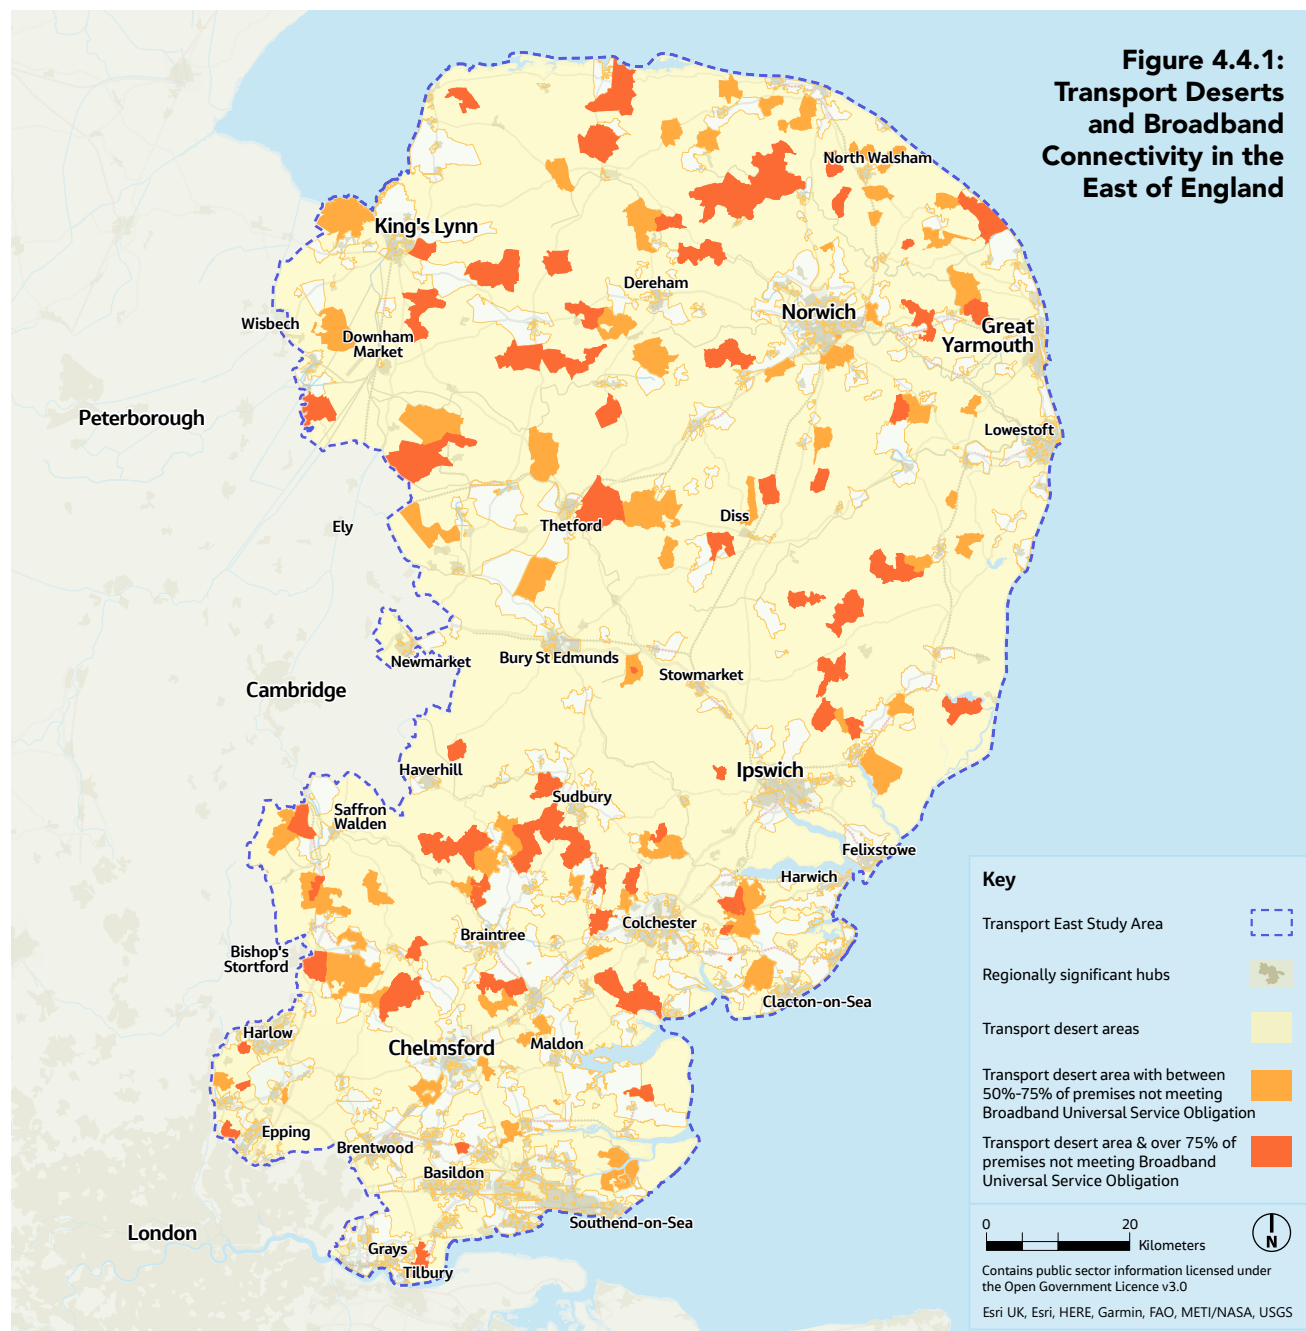 Figure 4.4.1:
Transport Deserts
and Broadband
Connectivity in the
East of England
North Walsham
King's Lynn
Dereham
Norwich
Wisbech
Downham
Market
Great
Yarmouth
Peterborough
Lowestoft
Ely
Thetford
Diss
Newmarket
Bury St Edmunds
Stowmarket
Cambridge
Haverhill
Ipswich
Sudbury
Saffron
Walden
Felixstowe
Harwich
Colchester
Braintree
Bishop's
Stortford
Clacton-on-Sea
Harlow
Chelmsford
Maldon
Epping
Brentwood
Basildon
Southend-on-Sea
London
Grays
Tilbury
Key
Transport East Study Area
Regionally significant hubs
Transport desert areas
Transport desert area with between
50%-75% of premises not meeting
Broadband Universal Service Obligation
Transport desert area & over 75% of
premises not meeting Broadband
Universal Service Obligation
0 20
Kilometers
N
Contains public sector information licensed under
the Open Government Licence v3.0
Esri UK, Esri, HERE, Garmin, FAO, METI/NASA, USGS